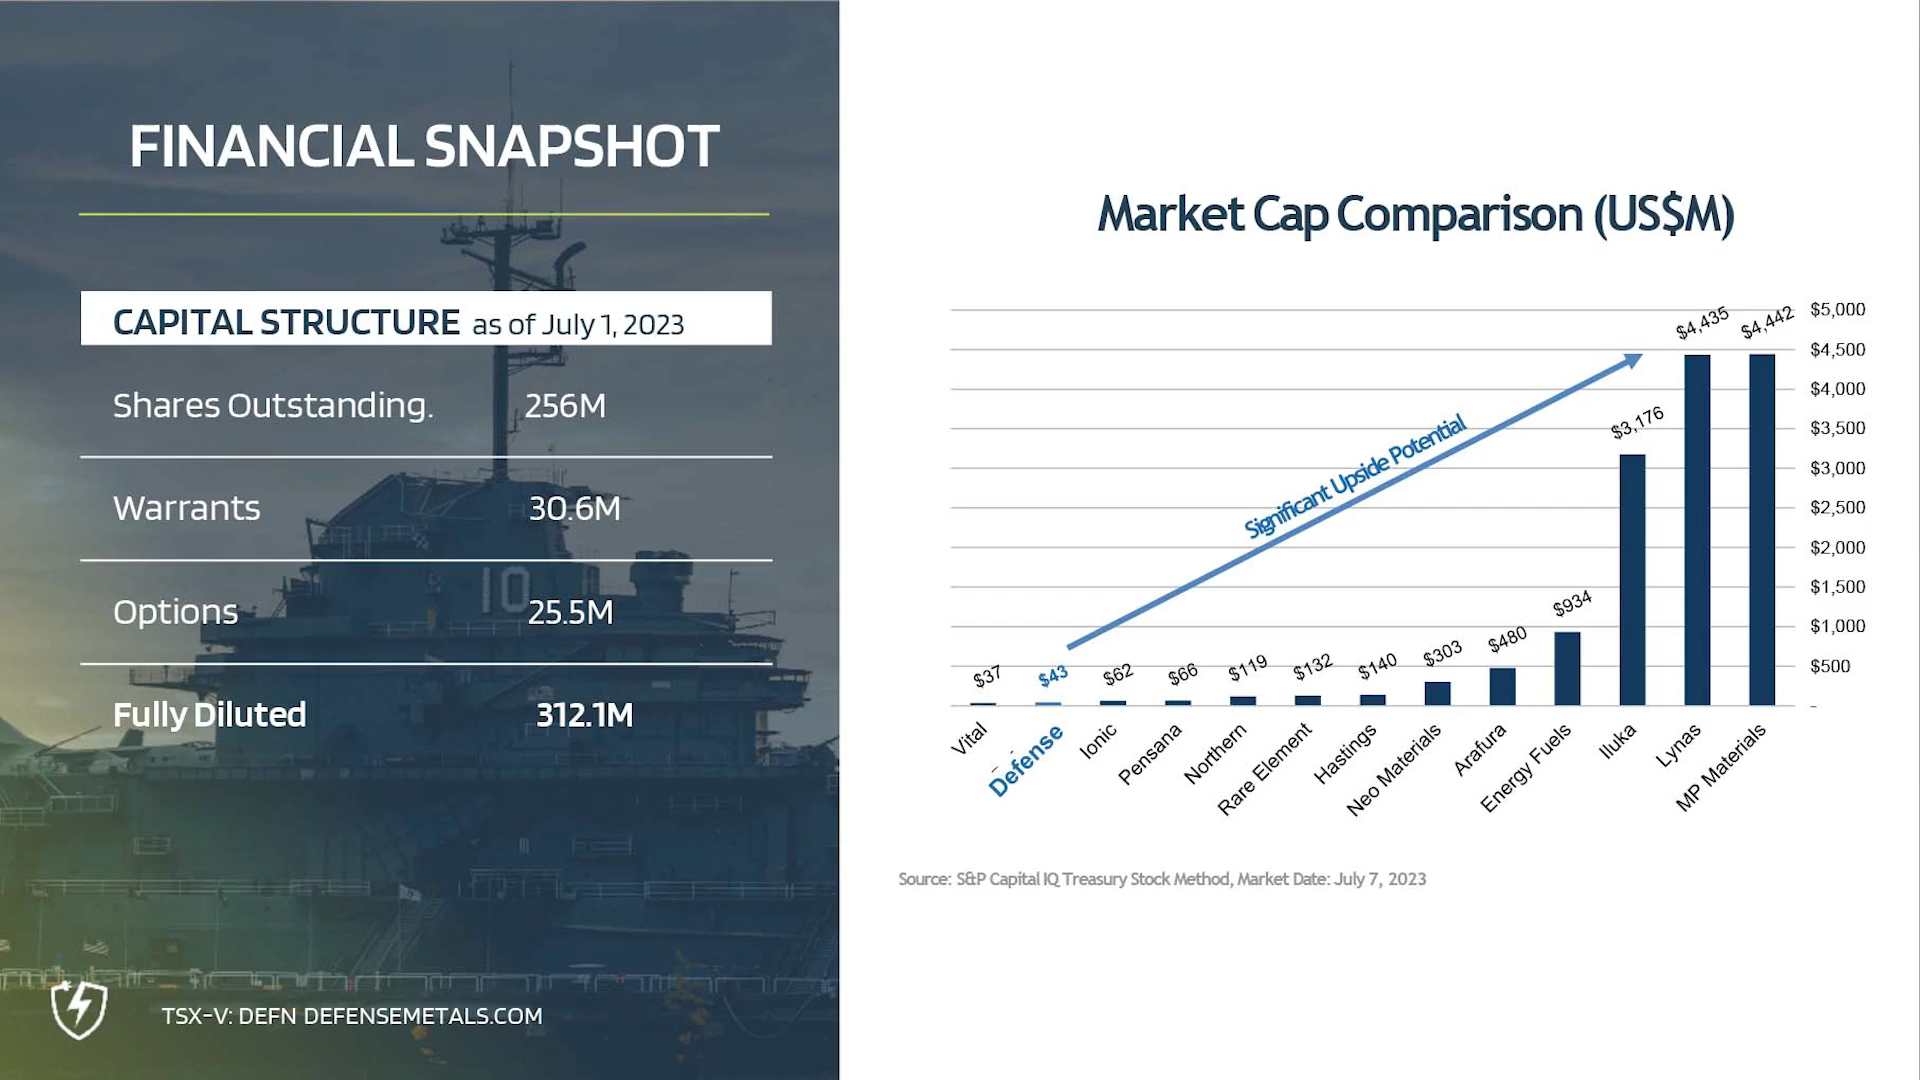 FINANCIAL SNAPSHOT
CAPITAL STRUCTURE as of July 1, 2023
Shares Outstanding. 256M
Warrants 30.6M
Options 25.5M
Fully Diluted 312.1M
10
TSX-V: DEFN DEFENSEMETALS.COM
Market Cap Comparison (US$M)
$5,000
$4,500
$4,000
$3,500
$3,000
$2,500
$2,000
$1,500
$1,000
$500
-
Significant Upside Potential
$37 $43 $62 $66 $119 $132 $140 $303 $480 $934 $3,176 $4,435 $4,442
Vital Defense Ionic Pensana Northern Rare Element Hastings Neo Materials Arafura Energy Fuels Iluka Lynas MP Materials
Source: S&P Capital IQ Treasury Stock Method, Market Date: July 7, 2023